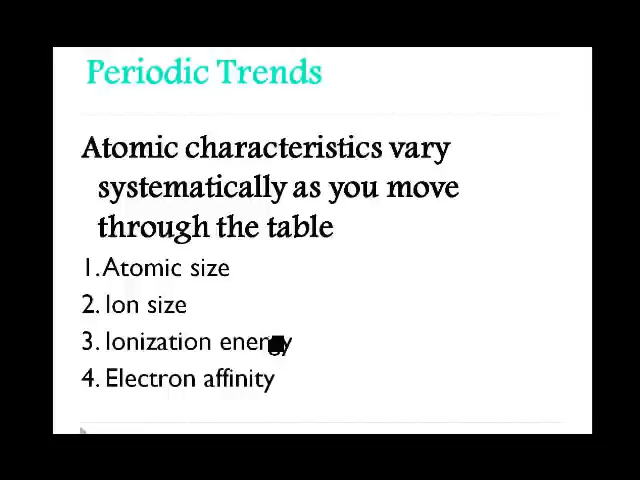 Periodic Trends
Atomic characteristics vary
systematically as you move
through the table
1. Atomic size
2. Ion size
3. Ionization energy
4. Electron affinity